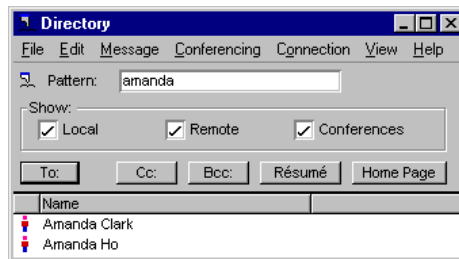 Directory
File Edit Message Conferencing Connection View Help
Pattern: amanda
Show:
Local Remote Conferences
To: Cc: Bcc: Résumé Home Page
Name
Amanda Clark
Amanda Ho